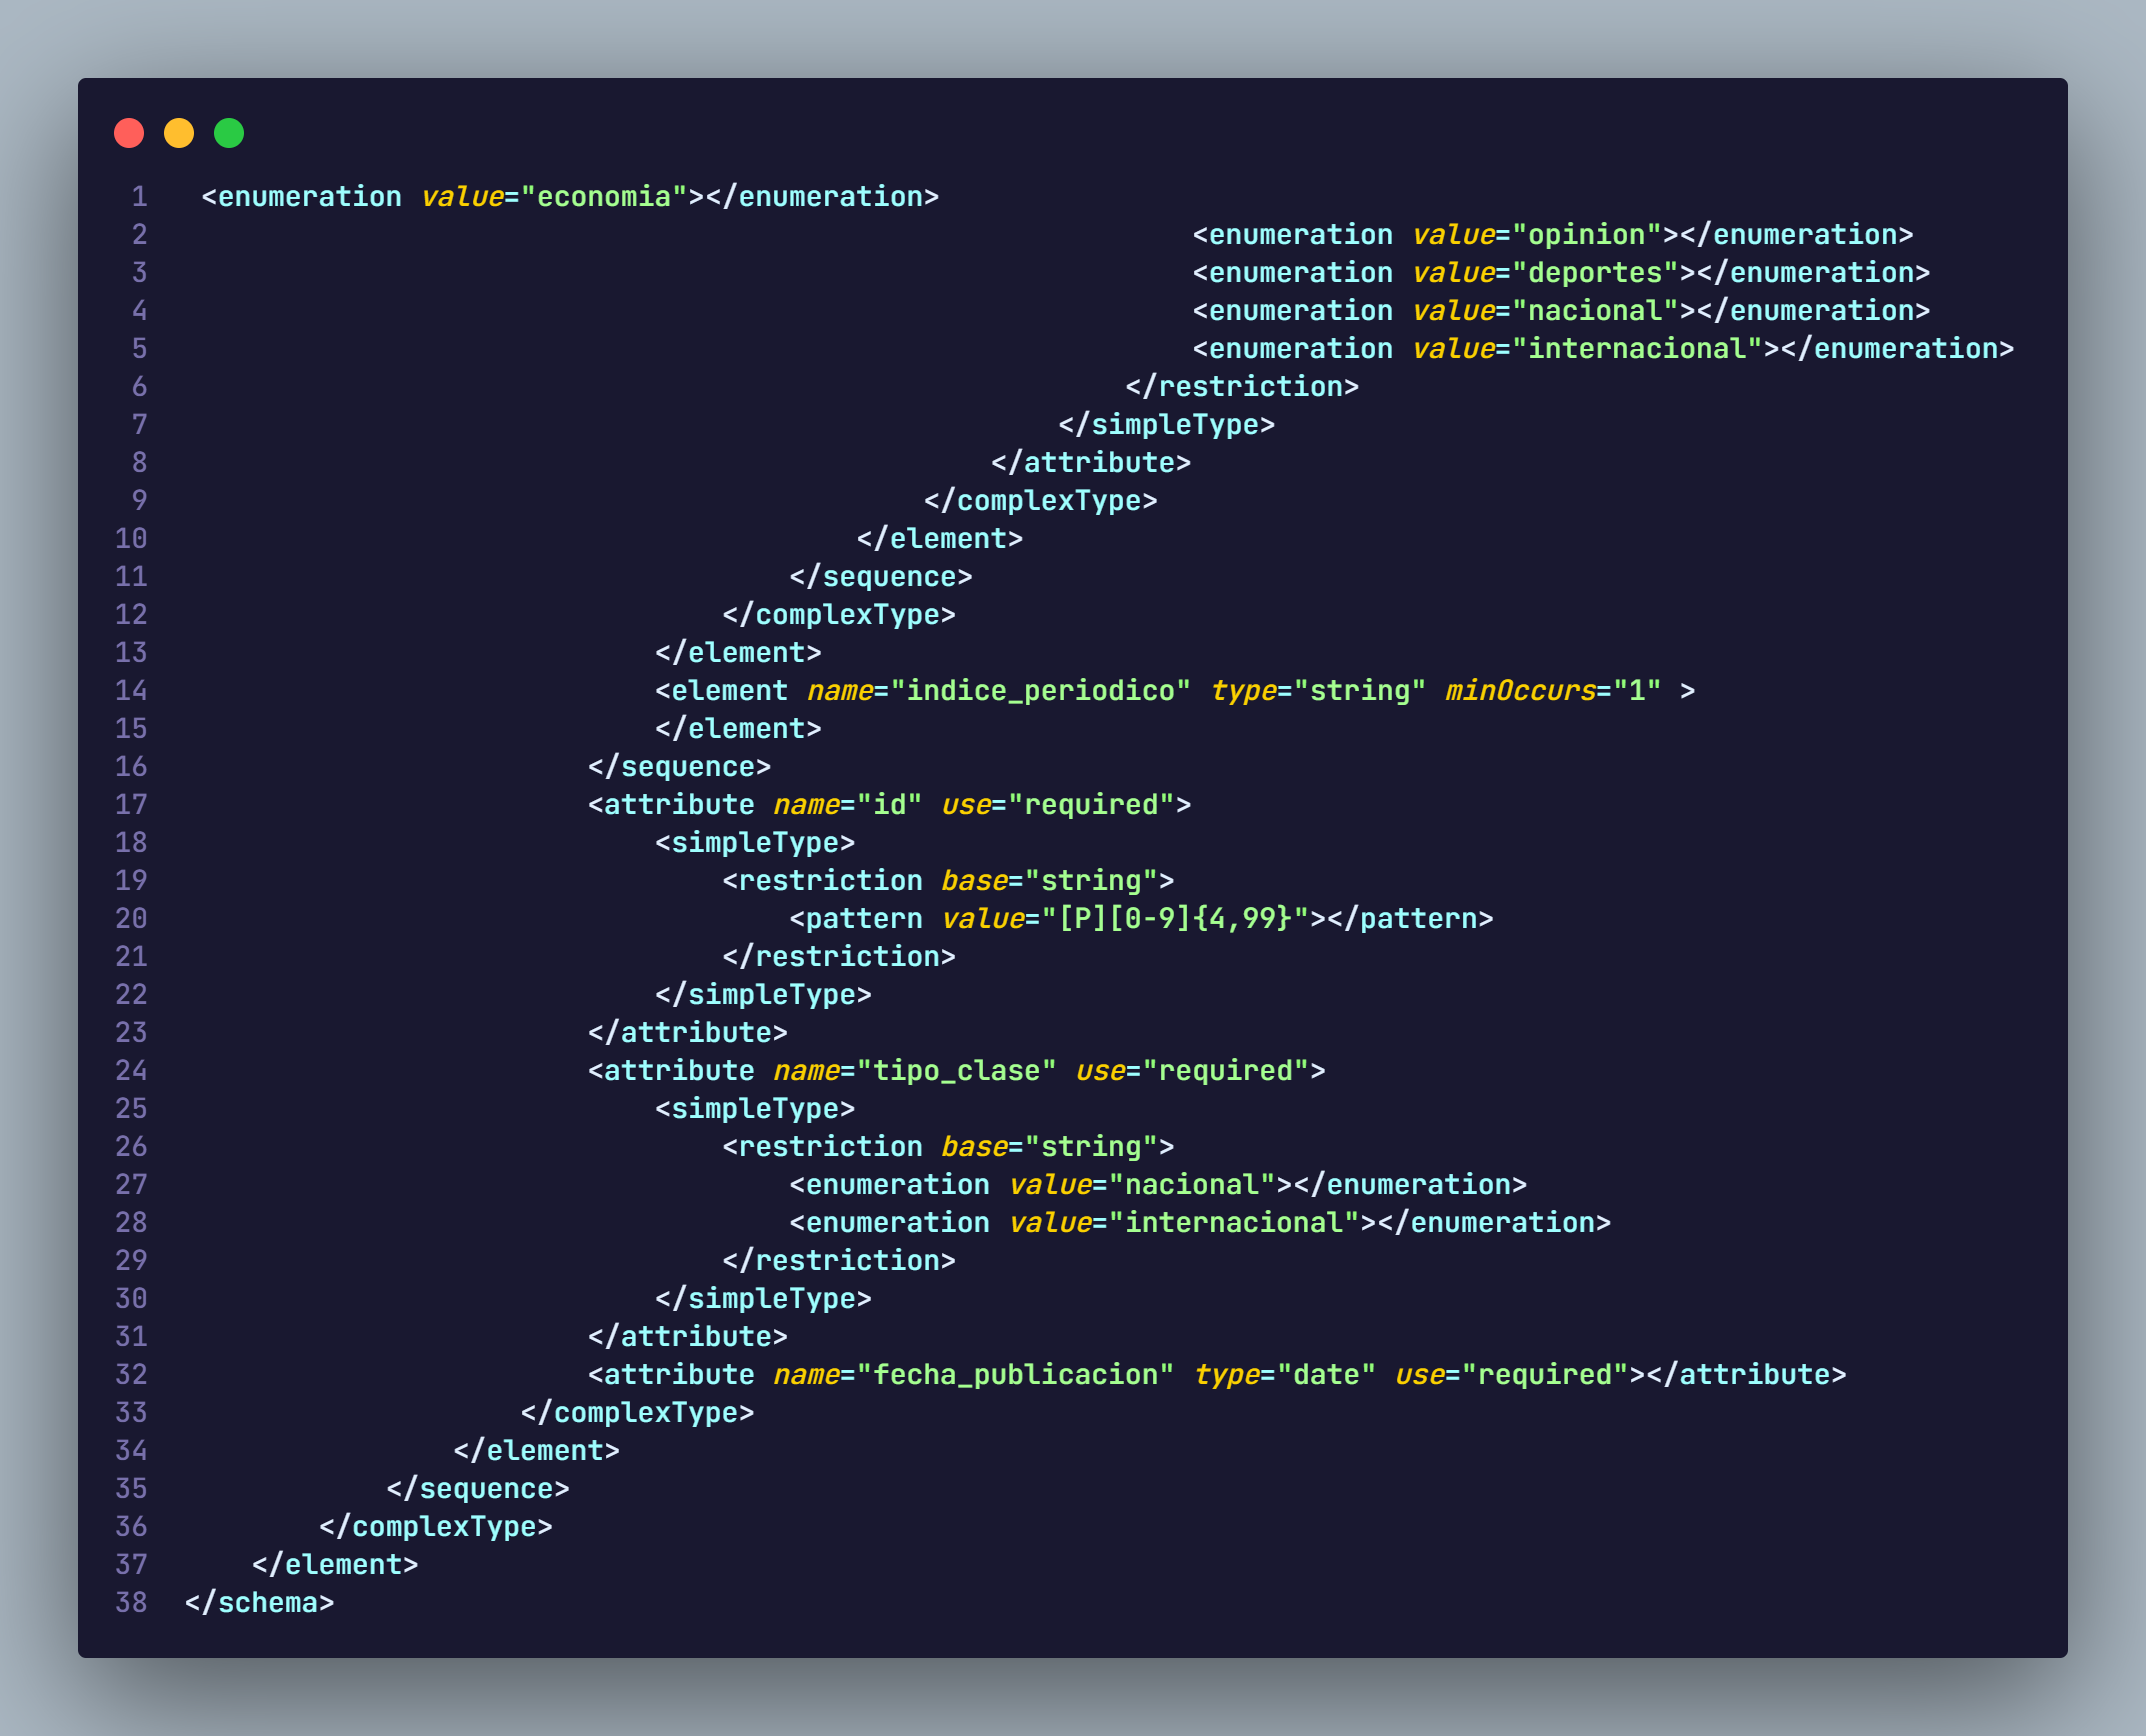 1 <enumeration value="economia"></enumeration>
2 <enumeration value="opinion"></enumeration>
3 <enumeration value="deportes"></enumeration>
4 <enumeration value="nacional"></enumeration>
5 <enumeration value="internacional"></enumeration>
6 </restriction>
7 </simpleType>
8 </attribute>
9 </complexType>
10 </element>
11 </sequence>
12 </complexType>
13 </element>
14 <element name="indice_periodico" type="string" minOccurs="1" >
15 </element>
16 </sequence>
17 <attribute name="id" use="required">
18 <simpleType>
19 <restriction base="string">
20 <pattern value="[P][0-9]{4,99}"></pattern>
21 </restriction>
22 </simpleType>
23 </attribute>
24 <attribute name="tipo_clase" use="required">
25 <simpleType>
26 <restriction base="string">
27 <enumeration value="nacional"></enumeration>
28 <enumeration value="internacional"></enumeration>
29 </restriction>
30 </simpleType>
31 </attribute>
32 <attribute name="fecha_publicacion" type="date" use="required"></attribute>
33 </complexType>
34 </element>
35 </sequence>
36 </complexType>
37 </element>
38 </schema>